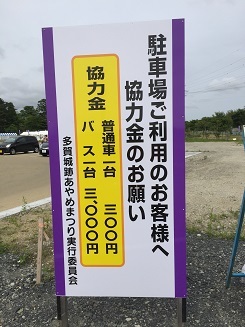 駐車場ご利用のお客様へ
協力金のお願い
協力金
普通車一台 三〇〇円
バス一台 三、〇〇〇円
多賀城跡あやめまつり実行委員会